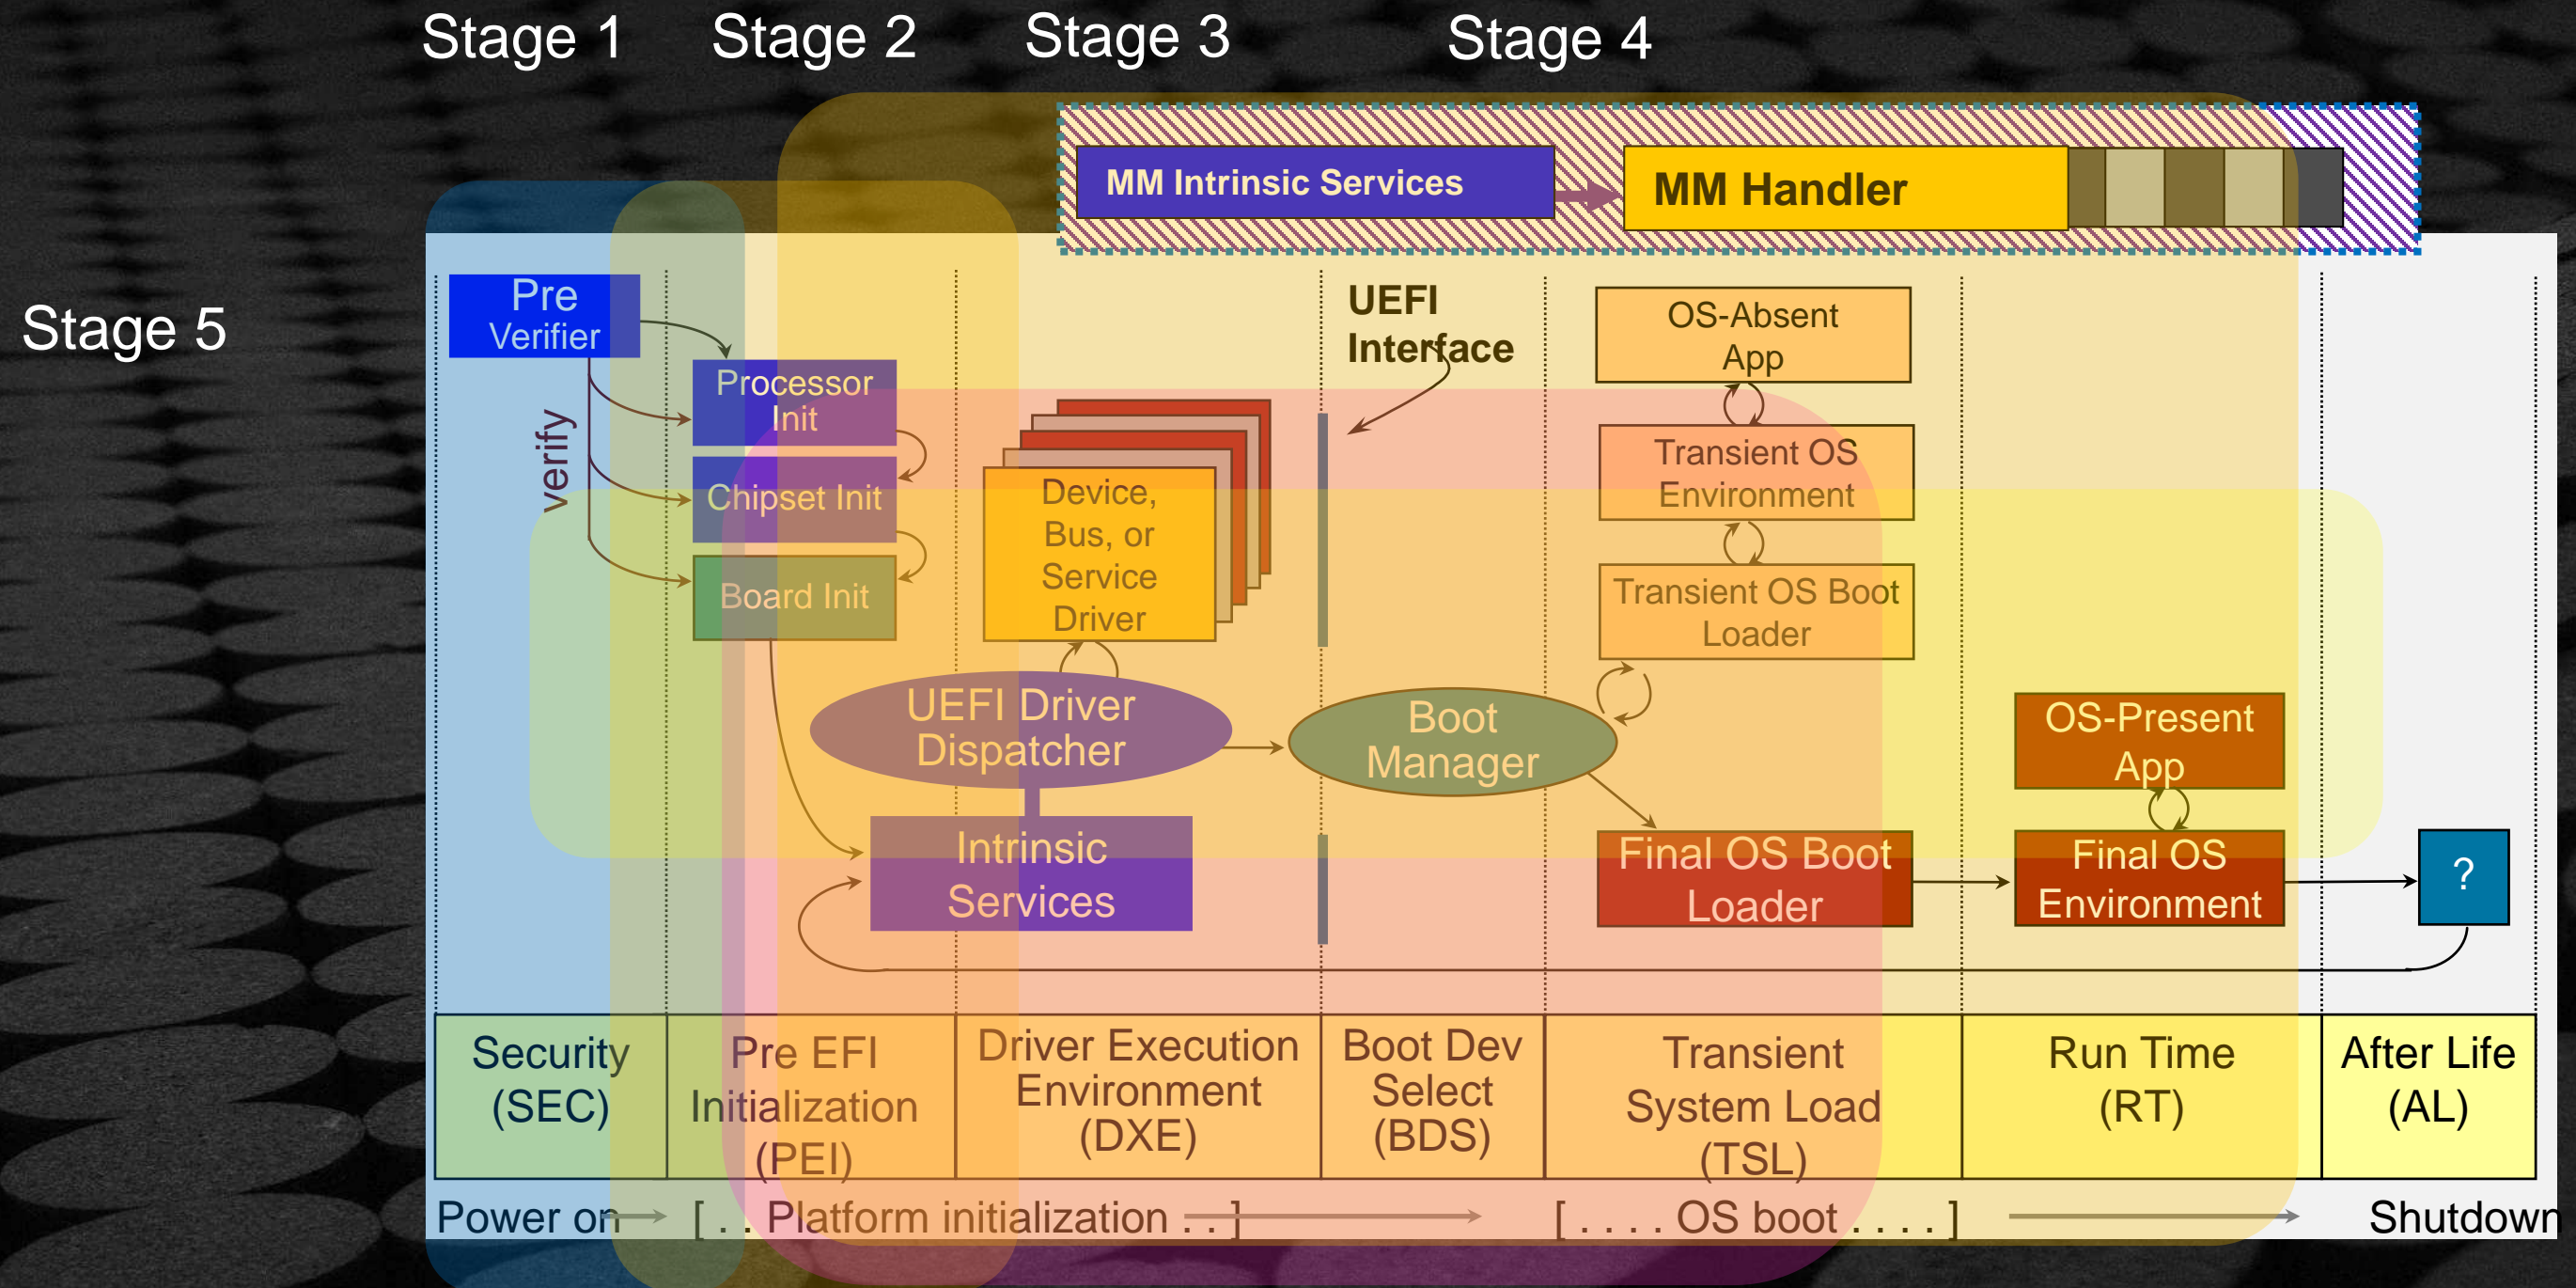 Stage 1
Stage 2
Stage 3
Stage 4
Stage 5
MM Intrinsic Services
MM Handler
Pre
Verifier
verify
Processor
Init
Chipset Init
Board Init
Device,
Bus, or
Service
Driver
UEFI Driver
Dispatcher
Intrinsic
Services
UEFI
Interface
Boot
Manager
OS-Absent
App
Transient OS
Environment
Transient OS Boot
Loader
Final OS Boot
Loader
OS-Present
App
Final OS
Environment
?
Security
(SEC)
Pre EFI
Initialization
(PEI)
Driver Execution
Environment
(DXE)
Boot Dev
Select
(BDS)
Transient
System Load
(TSL)
Run Time
(RT)
After Life
(AL)
Power on
[ . . Platform initialization . . ]
[ . . . . OS boot . . . . ]
Shutdown